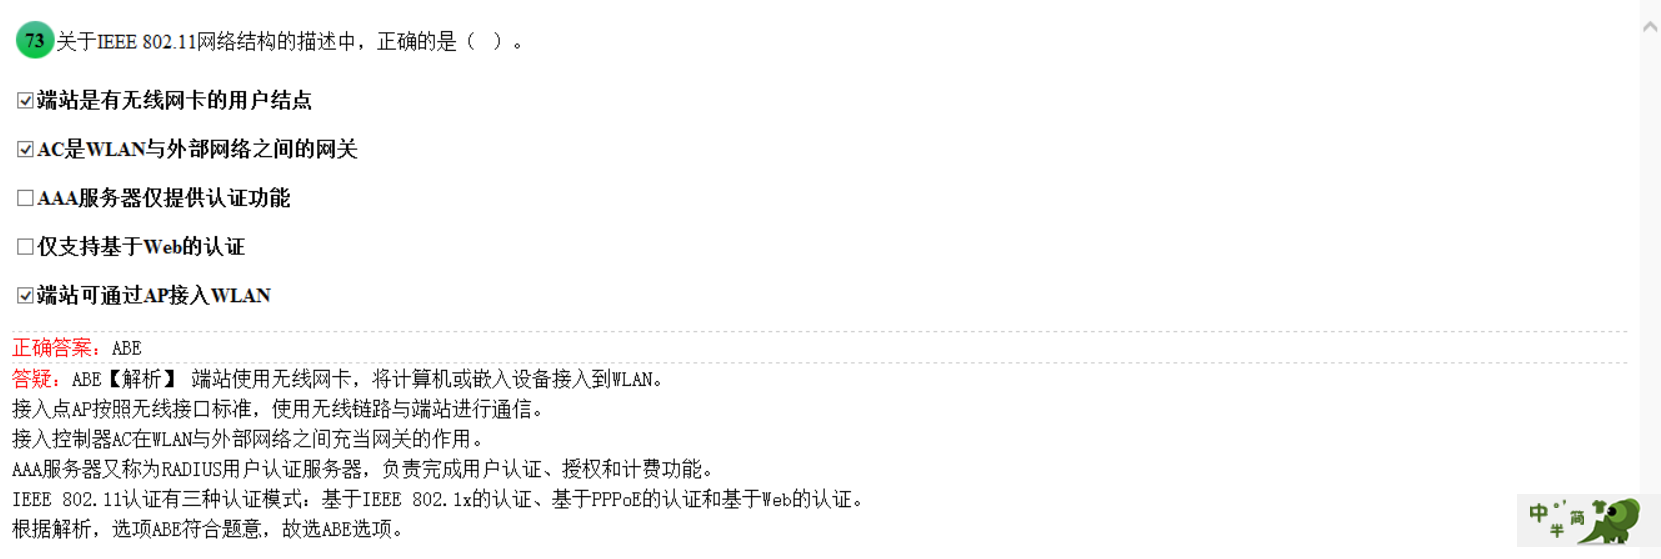 73 关于IEEE 802.11网络结构的描述中，正确的是（ ）。
端站是有无线网卡的用户结点
AC是WLAN与外部网络之间的网关
AAA服务器仅提供认证功能
仅支持基于Web的认证
端站可通过AP接入WLAN
正确答案：ABE
答疑：ABE【解析】 端站使用无线网卡，将计算机或嵌入设备接入到WLAN。
接入点AP按照无线接口标准，使用无线链路与端站进行通信。
接入控制器AC在WLAN与外部网络之间充当网关的作用。
AAA服务器又称为RADIUS用户认证服务器，负责完成用户认证、授权和计费功能。
IEEE 802.11认证有三种认证模式：基于IEEE 802.1x的认证、基于PPPoE的认证和基于Web的认证。
根据解析，选项ABE符合题意，故选ABE选项。
中 °’ 简
半